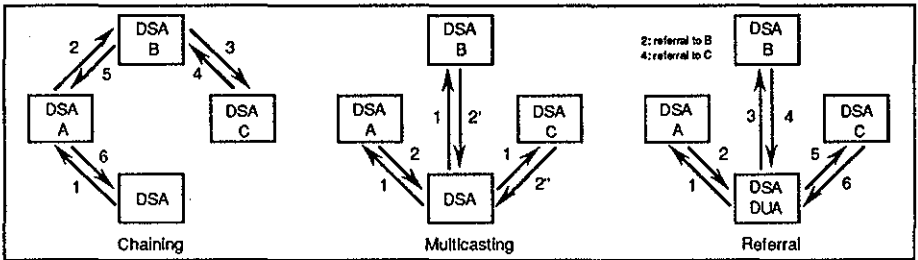 DSA
B
2
5
3
4
DSA
A
DSA
C
6
1
DSA
Chaining
DSA
B
1
2'
DSA
A
DSA
C
2
1
1
2"
DSA
Multicasting
2: referral to B
4: referral to C
DSA
B
3
4
DSA
A
DSA
C
2
1
5
6
DSA
DUA
Referral